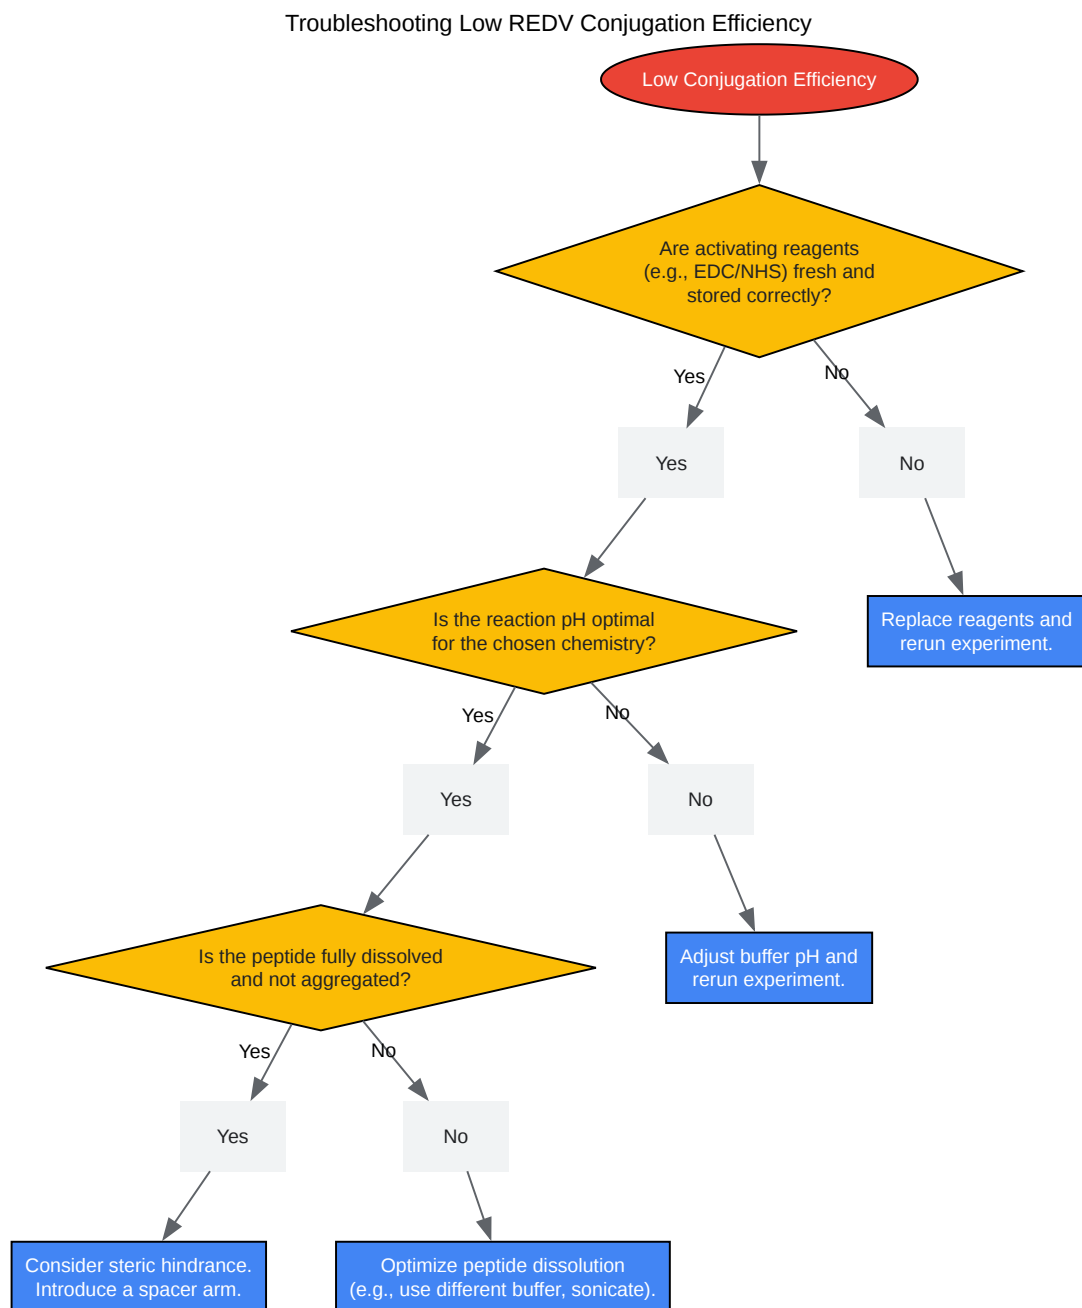 Troubleshooting Low REDV Conjugation Efficiency
Low Conjugation Efficiency
Are activating reagents
(e.g., EDC/NHS) fresh and
stored correctly?
Yes
No
Yes
No
Is the reaction pH optimal
for the chosen chemistry?
Replace reagents and
rerun experiment.
Yes
No
Yes
No
Is the peptide fully dissolved
and not aggregated?
Adjust buffer pH and
rerun experiment.
Yes
No
Yes
No
Consider steric hindrance.
Introduce a spacer arm.
Optimize peptide dissolution
(e.g., use different buffer, sonicate).